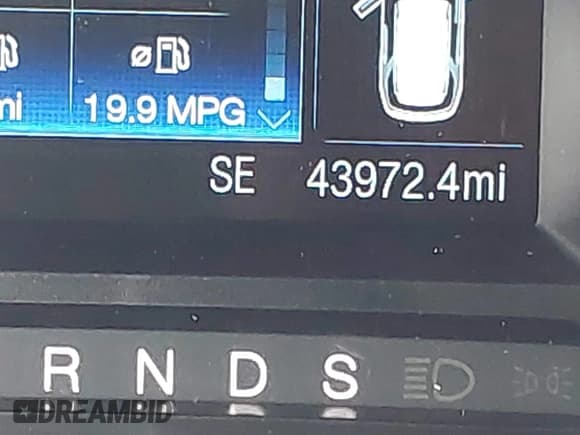 mi 19.9 MPG
SE 43972.4mi
R N D S
DREAMBID